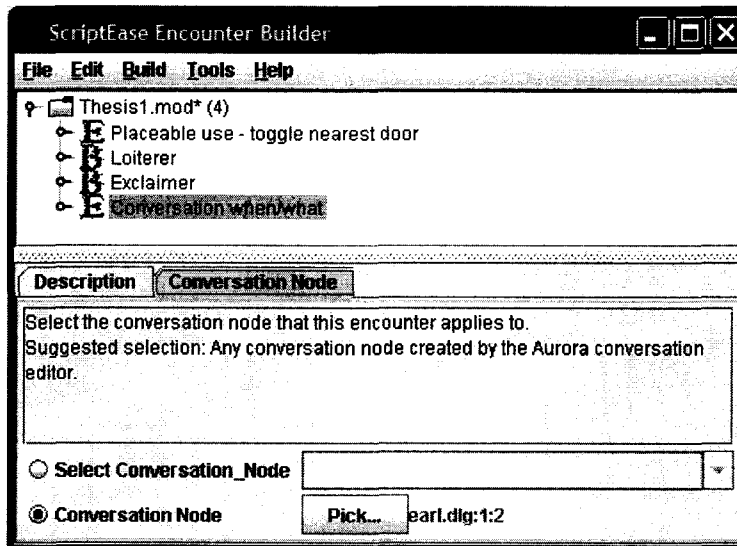 ScriptEase Encounter Builder
File Edit Build Tools Help
Thesis1.mod* (4)
E Placeable use - toggle nearest door
B Loiterer
B Exclaimer
E Conversation when/what
Description Conversation Node
Select the conversation node that this encounter applies to.
Suggested selection: Any conversation node created by the Aurora conversation
editor.
Select Conversation_Node
Conversation Node Pick... earl.dlg:1:2